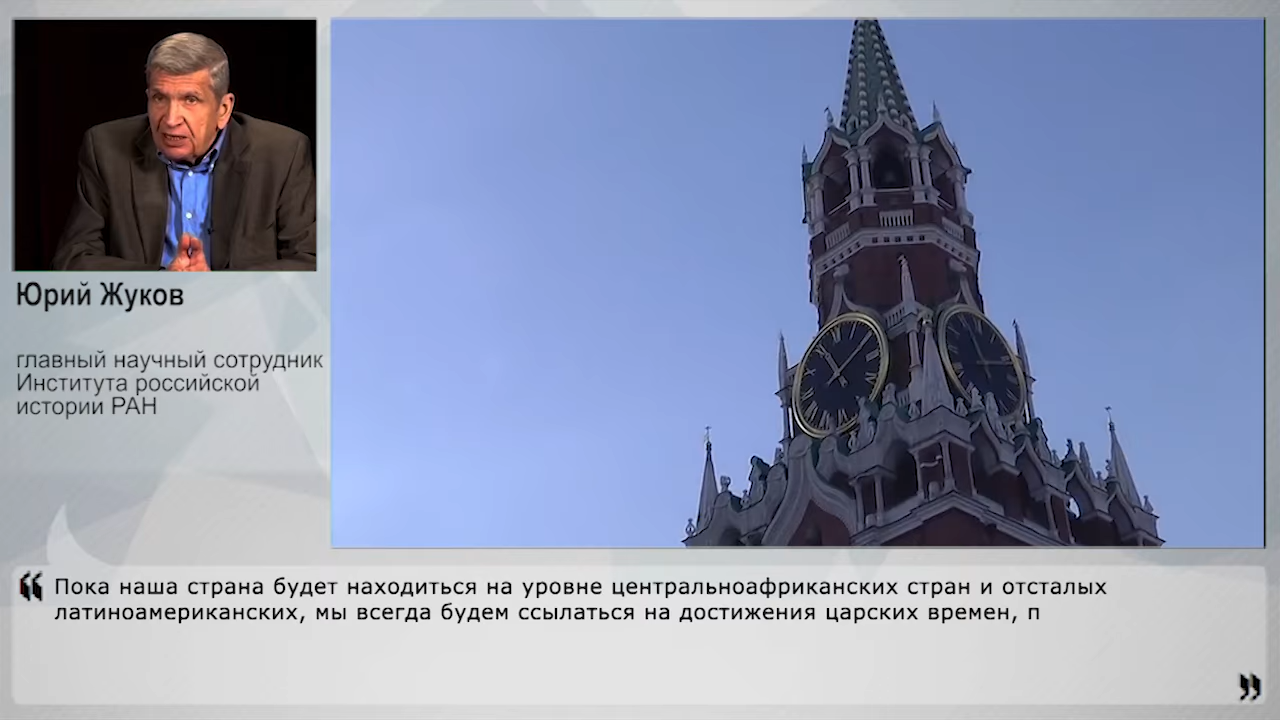 Юрий Жуков
главный научный сотрудник
Института российской
истории РАН
“ Пока наша страна будет находиться на уровне центральноафриканских стран и отсталых
латиноамериканских, мы всегда будем ссылаться на достижения царских времен, п
”